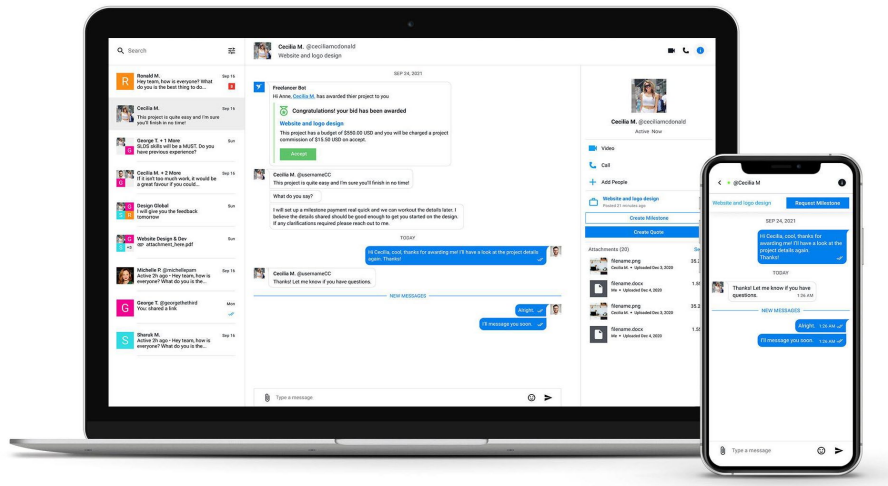 Search
R
Ronald M.
Sep 16
Hey team, how is everyone? What
do you is the best thing to do...
Cecilia M.
Sep 16
This project is quite easy and I'm sure
you'll finish in no time!
G
George T. + 1 More
Sun
SLDS skills will be a MUST. Do you
have previous experience?
G
Cecilia M. + 2 More
Sep 16
If it isn't too much work, it would be
a great favour if you could...
Design Global
Sun
I will give you the feedback
tomorrow
G
S
+8
Website Design & Dev
Sun
attachment_here.pdf
Michelle P. @michellepam
Sep 16
Active 2h ago • Hey team, how is
everyone? What do you is the...
G
George T. @georgethethird
Mon
You: shared a link
S
Sharuk M.
Sep 16
Active 2h ago - Hey team, how is
everyone? What do you is the...
Cecilia M. @ceciliamcdonald
Website and logo design
SEP 24, 2021
Freelancer Bot
Hi Anne, Cecilia M. has awarded thier project to you
Congratulations! your bid has been awarded
Website and logo design
This project has a budget of $550.00 USD and you will be charged a project
commission of $15.50 USD on accept.
Accept
Cecilia M. @usernameCC
This project is quite easy and I'm sure you'll finish in no time!
What do you say?
I will set up a milestone payment real-quick and we can workout the details later. I
believe the details shared should be good enough to get you started on the design.
If any clarifications required please reach out to me.
TODAY
Hi Cecilia, cool, thanks for awarding me! I'll have a look at the project details
again. Thanks!
Cecilia M. @usernameCC
Thanks! Let me know if you have questions.
NEW MESSAGES
Alright.
I'll message you soon.
Type a message
Cecilia M. @ceciliamcdonald
Active Now
Video
Call
Add People
Website and logo design
Posted 21 minutes ago
Create Milestone
Create Quote
Attachments (20)
filename.png
Cecilia M. • Uploaded Dec 3, 2020
filename.docx
Me • Uploaded Dec 4, 2020
filename.png
Cecilia M. • Uploaded Dec 3, 2020
filename.docx
Me • Uploaded Dec 4, 2020
@Cecilia M
Website and logo design
Request Milestone
SEP 24, 2021
Hi Cecilia, cool, thanks for
awarding me! I'll have a look at the
project details again.
Thanks!
TODAY
Thanks! Let me know if you have
questions.
1:26 AM
NEW MESSAGES
Alright. 1:26 AM
I'll message you soon. 1:26 AM
Type a message